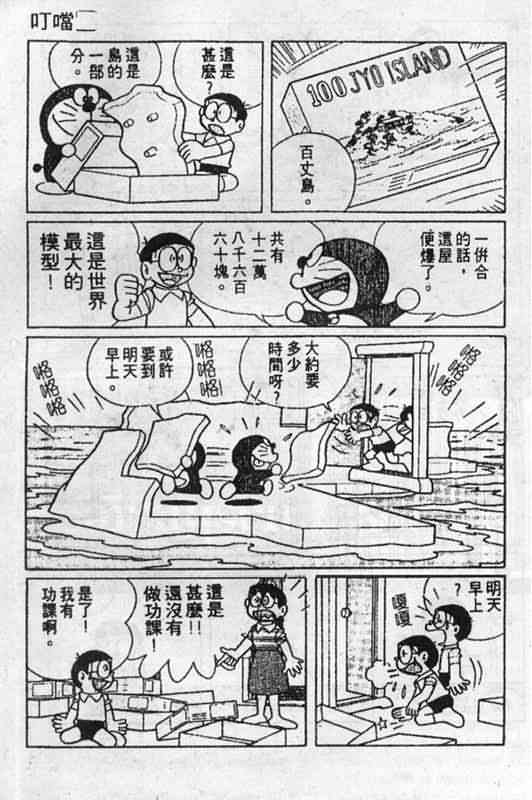 叮噹
100 JYO ISLAND
百丈島。
這是
甚麼?
這是
島的
一部
分。
一併合
的話,
這屋
便爆了。
共有
十二萬
八千六百
六十塊。
這是世界
最大的
模型!
咯咯咯
大約要
多少
時間呀?
咯咯咯
或許
要到
明天
早上。
咯咯咯
明天
早上
?
嗄嗄
這是
甚麼!!
還沒有
做功課!
是了!
我有
功課啊。